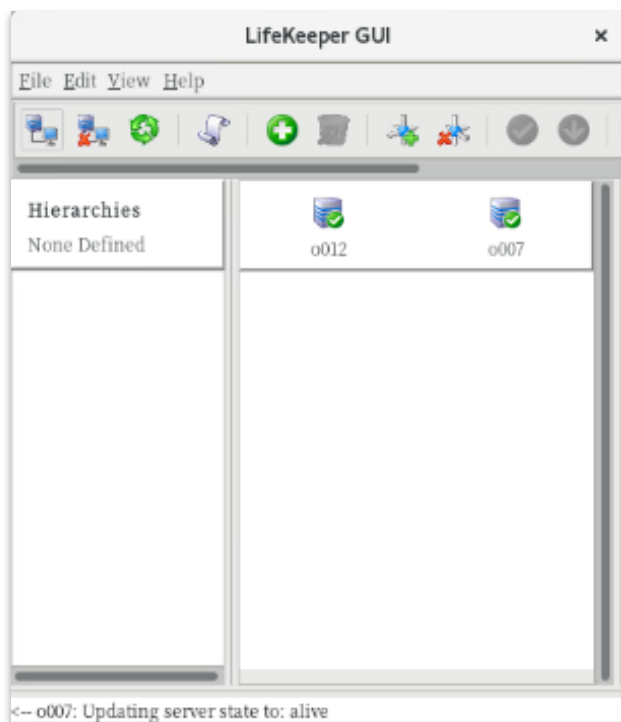 LifeKeeper GUI
File Edit View Help
Hierarchies
None Defined
o012 o007
<-- o007: Updating server state to: alive